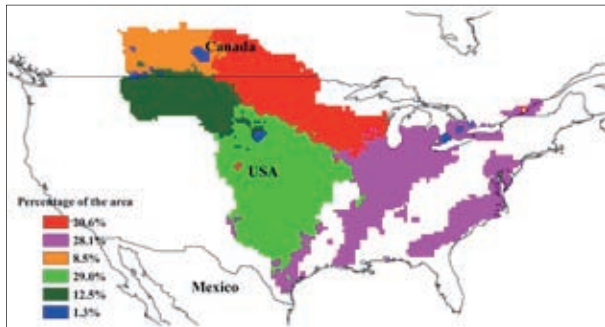 Canada
USA
Percentage of the area
20.6%
28.1%
8.5%
29.0%
12.5%
1.3%
Mexico